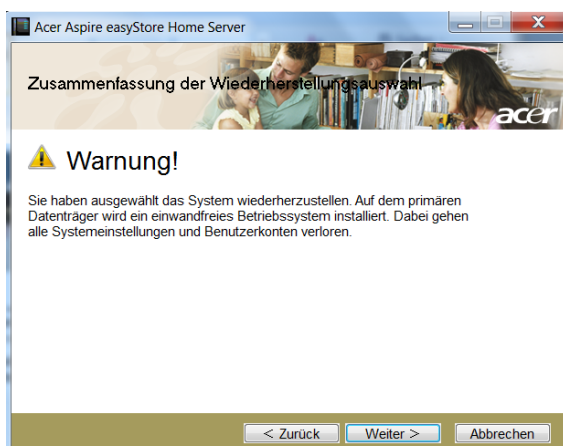 Acer Aspire easyStore Home Server
Zusammenfassung der Wiederherstellungsauswahl
acer
Warnung!
Sie haben ausgewählt das System wiederherzustellen. Auf dem primären
Datenträger wird ein einwandfreies Betriebssystem installiert. Dabei gehen
alle Systemeinstellungen und Benutzerkonten verloren.
< Zurück
Weiter >
Abbrechen